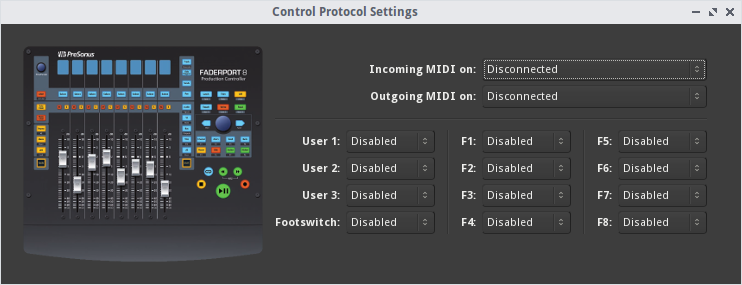 Control Protocol Settings
PreSonus
FADERPORT 8
Production Controller
Incoming MIDI on: Disconnected
Outgoing MIDI on: Disconnected
User 1: Disabled F1: Disabled F5: Disabled
User 2: Disabled F2: Disabled F6: Disabled
User 3: Disabled F3: Disabled F7: Disabled
Footswitch: Disabled F4: Disabled F8: Disabled